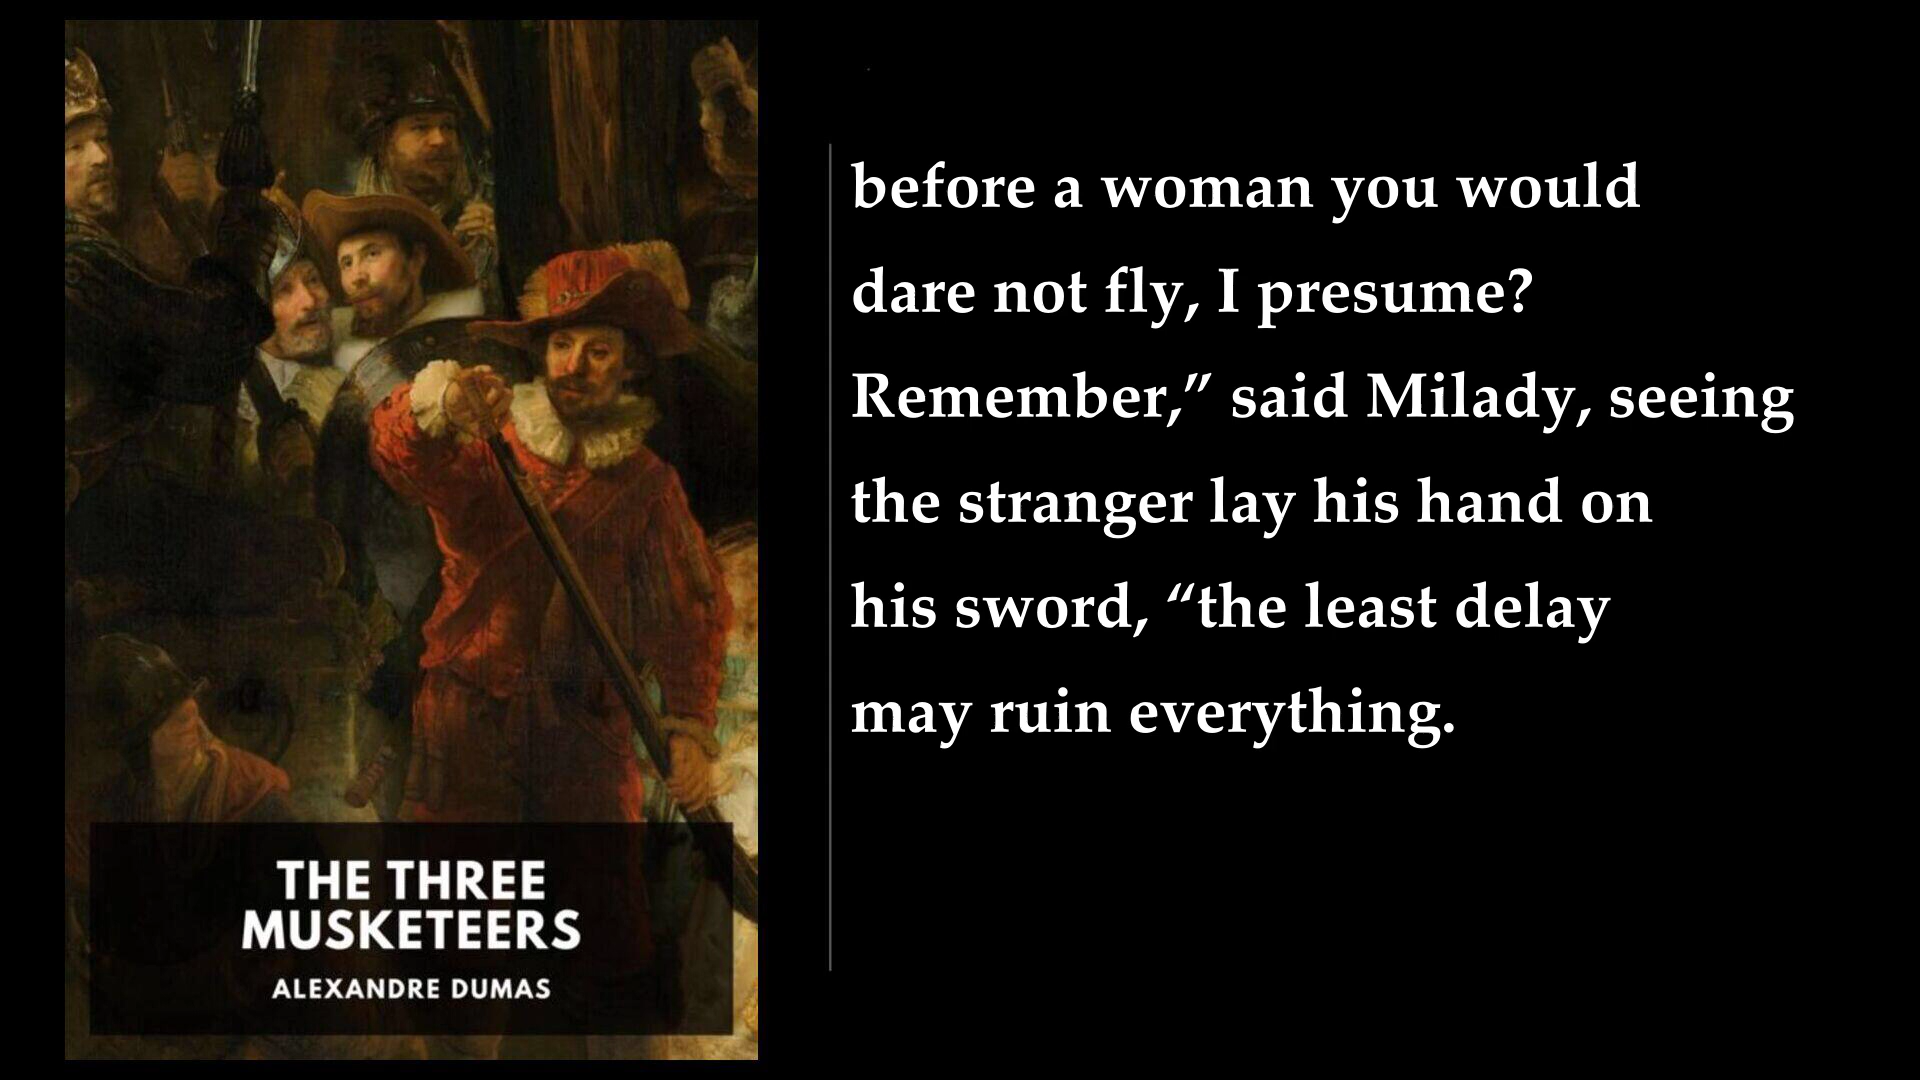 THE THREE
MUSKETEERS
ALEXANDRE DUMAS
before a woman you would
dare not fly, I presume?
Remember,” said Milady, seeing
the stranger lay his hand on
his sword, “the least delay
may ruin everything.